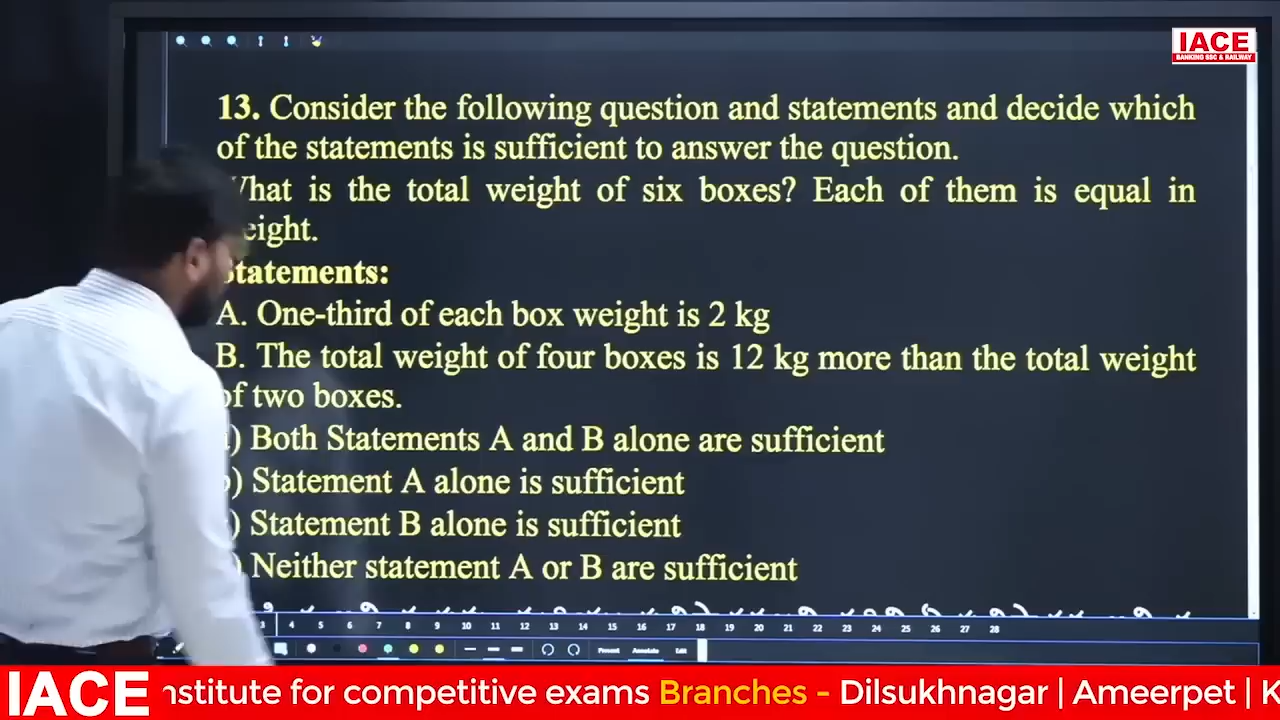 IACE
BANKING SSC & RAILWAY
13. Consider the following question and statements and decide which
of the statements is sufficient to answer the question.
What is the total weight of six boxes? Each of them is equal in
eight.
Statements:
A. One-third of each box weight is 2 kg
B. The total weight of four boxes is 12 kg more than the total weight
of two boxes.
) Both Statements A and B alone are sufficient
) Statement A alone is sufficient
) Statement B alone is sufficient
) Neither statement A or B are sufficient
3 4 5 6 7 8 9 10 11 12 13 14 15 16 17 18 19 20 21 22 23 24 25 26 27 28
Present Annotate Edit
IACE nstitute for competitive exams Branches - Dilsukhnagar | Ameerpet | K